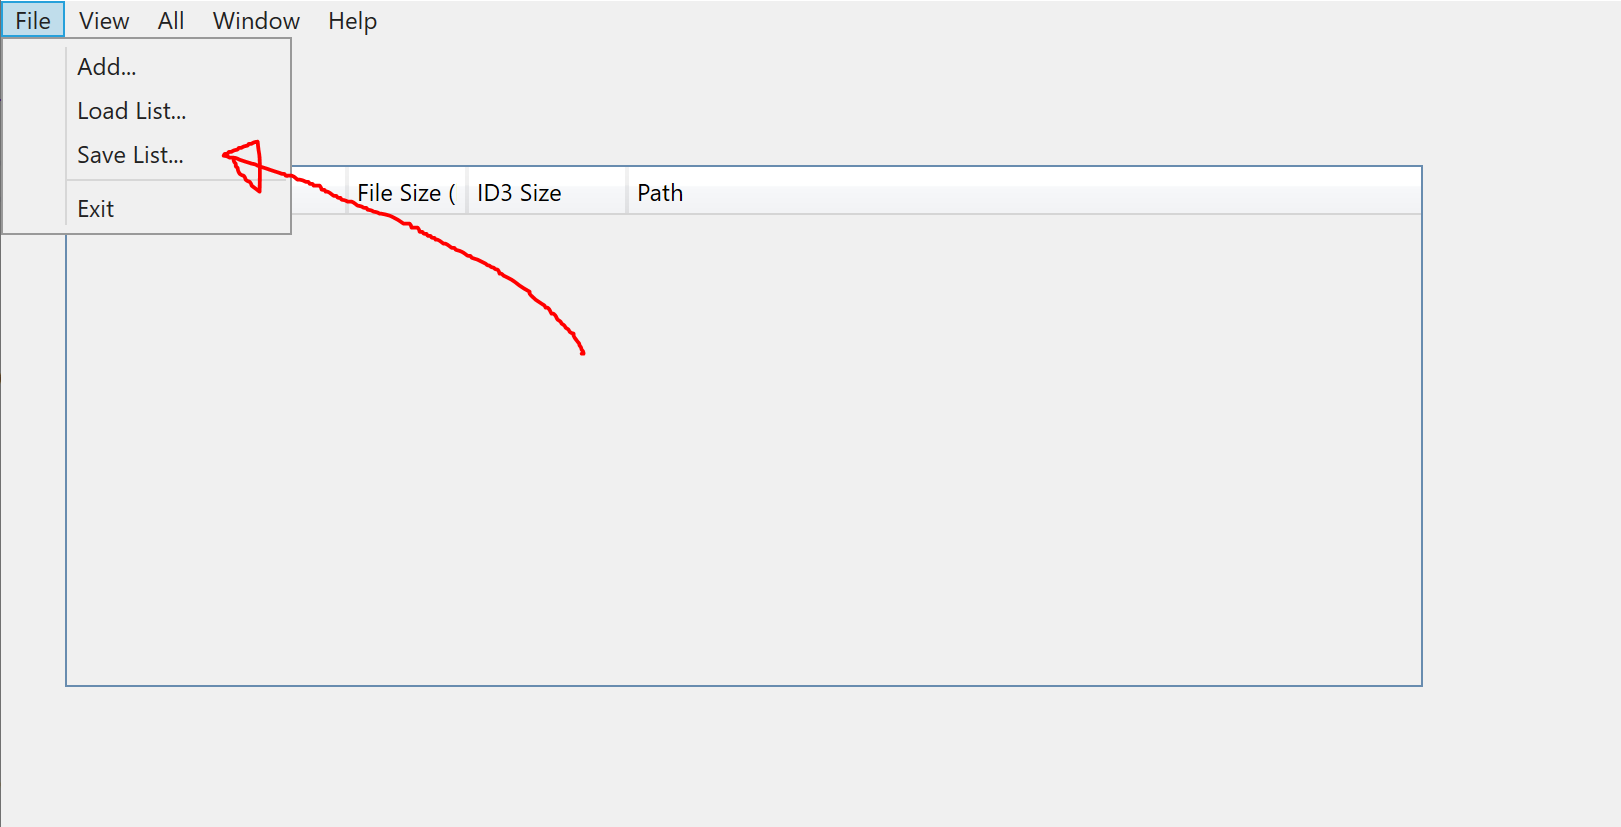 File View All Window Help
Add...
Load List...
Save List...
File Size ( ID3 Size Path
Exit